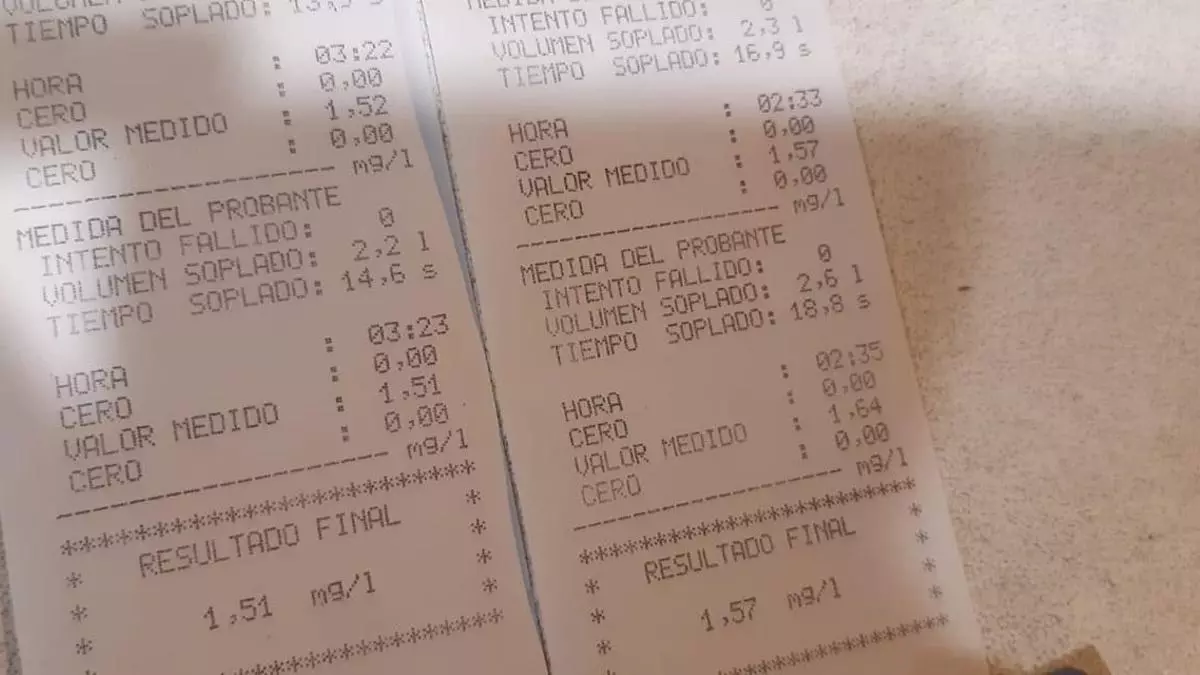 VOLUMEN SOPLADO:
TIEMPO SOPLADO:
HORA : 03:22
CERO : 0,00
VALOR MEDIDO : 1,52
CERO : 0,00
---------------------- mg/l
MEDIDA DEL PROBANTE
INTENTO FALLIDO: 0
VOLUMEN SOPLADO: 2,2 l
TIEMPO SOPLADO: 14,6 s
HORA : 03:23
CERO : 0,00
VALOR MEDIDO : 1,51
CERO : 0,00
---------------------- mg/l
************************
* RESULTADO FINAL *
* *
* 1,51 mg/l *
* *
************************
MEDIDA DEL
INTENTO FALLIDO: 0
VOLUMEN SOPLADO: 2,3 l
TIEMPO SOPLADO: 16,9 s
HORA : 02:33
CERO : 0,00
VALOR MEDIDO : 1,57
CERO : 0,00
---------------------- mg/l
MEDIDA DEL PROBANTE
INTENTO FALLIDO: 0
VOLUMEN SOPLADO: 2,6 l
TIEMPO SOPLADO: 18,8 s
HORA : 02:35
CERO : 0,00
VALOR MEDIDO : 1,64
CERO : 0,00
---------------------- mg/l
************************
* RESULTADO FINAL *
* *
* 1,57 mg/l *
* *
************************